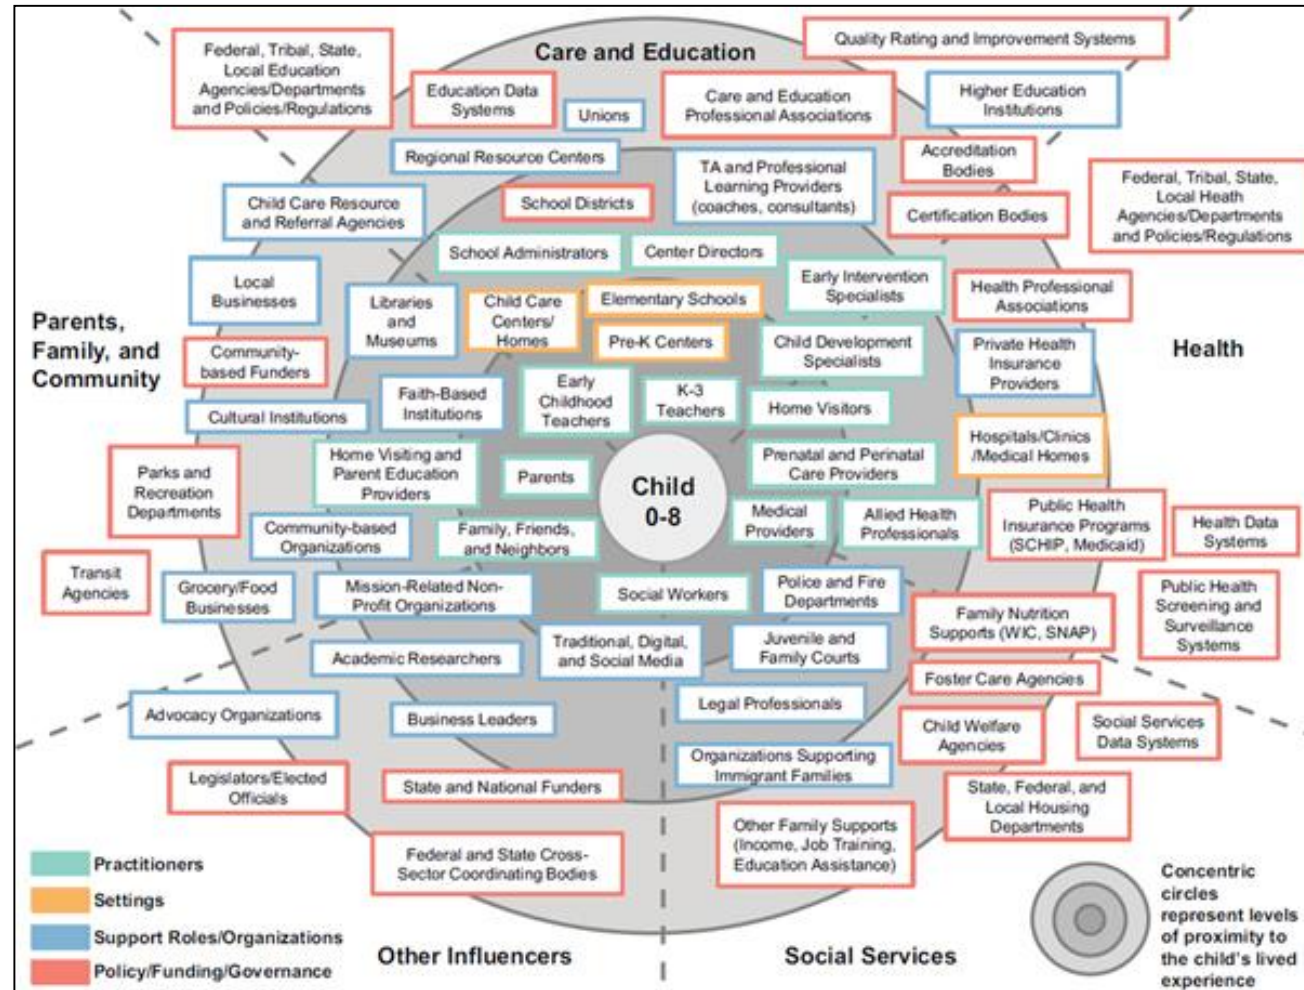 Care and Education
Quality Rating and Improvement Systems
Federal, Tribal, State,
Local Education
Agencies/Departments
and Policies/Regulations
Education Data
Systems
Unions
Care and Education
Professional Associations
Higher Education
Institutions
Regional Resource Centers
TA and Professional
Learning Providers
(coaches, consultants)
Accreditation
Bodies
Federal, Tribal, State,
Local Heath
Agencies/Departments
and Policies/Regulations
Child Care Resource
and Referral Agencies
School Districts
Certification Bodies
School Administrators
Center Directors
Early Intervention
Specialists
Health Professional
Associations
Local
Businesses
Libraries
and
Museums
Child Care
Centers/
Homes
Elementary Schools
Pre-K Centers
Child Development
Specialists
Private Health
Insurance
Providers
Parents,
Family, and
Community
Health
Community-
based Funders
Cultural Institutions
Faith-Based
Institutions
Early
Childhood
Teachers
K-3
Teachers
Home Visitors
Hospitals/Clinics
/Medical Homes
Parks and
Recreation
Departments
Home Visiting and
Parent Education
Providers
Parents
Child
0-8
Prenatal and Perinatal
Care Providers
Community-based
Organizations
Family, Friends,
and Neighbors
Medical
Providers
Allied Health
Professionals
Public Health
Insurance Programs
(SCHIP, Medicaid)
Health Data
Systems
Transit
Agencies
Grocery/Food
Businesses
Mission-Related Non-
Profit Organizations
Social Workers
Police and Fire
Departments
Family Nutrition
Supports (WIC, SNAP)
Public Health
Screening and
Surveillance
Systems
Academic Researchers
Traditional, Digital,
and Social Media
Juvenile and
Family Courts
Foster Care Agencies
Advocacy Organizations
Business Leaders
Legal Professionals
Child Welfare
Agencies
Social Services
Data Systems
Legislators/Elected
Officials
State and National Funders
Organizations Supporting
Immigrant Families
State, Federal, and
Local Housing
Departments
Federal and State Cross-
Sector Coordinating Bodies
Other Family Supports
(Income, Job Training,
Education Assistance)
Practitioners
Settings
Support Roles/Organizations
Policy/Funding/Governance
Other Influencers
Social Services
Concentric
circles
represent levels
of proximity to
the child's lived
experience